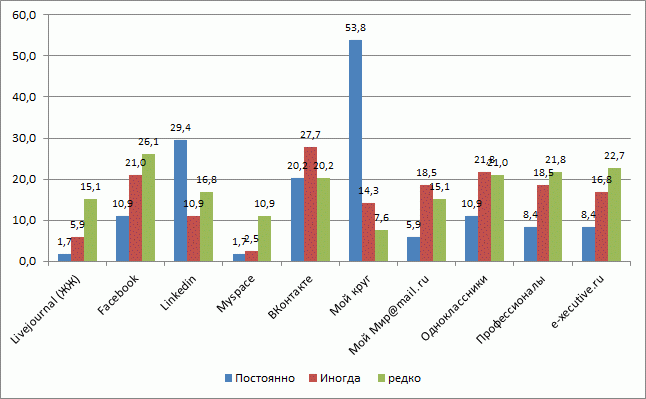 60,0
50,0
40,0
30,0
20,0
10,0
0,0
1,7 5,9 15,1
10,9 21,0 26,1
29,4 10,9 16,8
1,7 2,5 10,9
20,2 27,7 20,2
53,8 14,3 7,6
5,9 18,5 15,1
10,9 21,8 21,0
8,4 18,5 21,8
8,4 16,8 22,7
Livejournal (ЖЖ)
Facebook
Linkedin
Myspace
ВКонтакте
Мой круг
Мой Мир@mail.ru
Одноклассники
Профессионалы
e-xecutive.ru
Постоянно Иногда редко